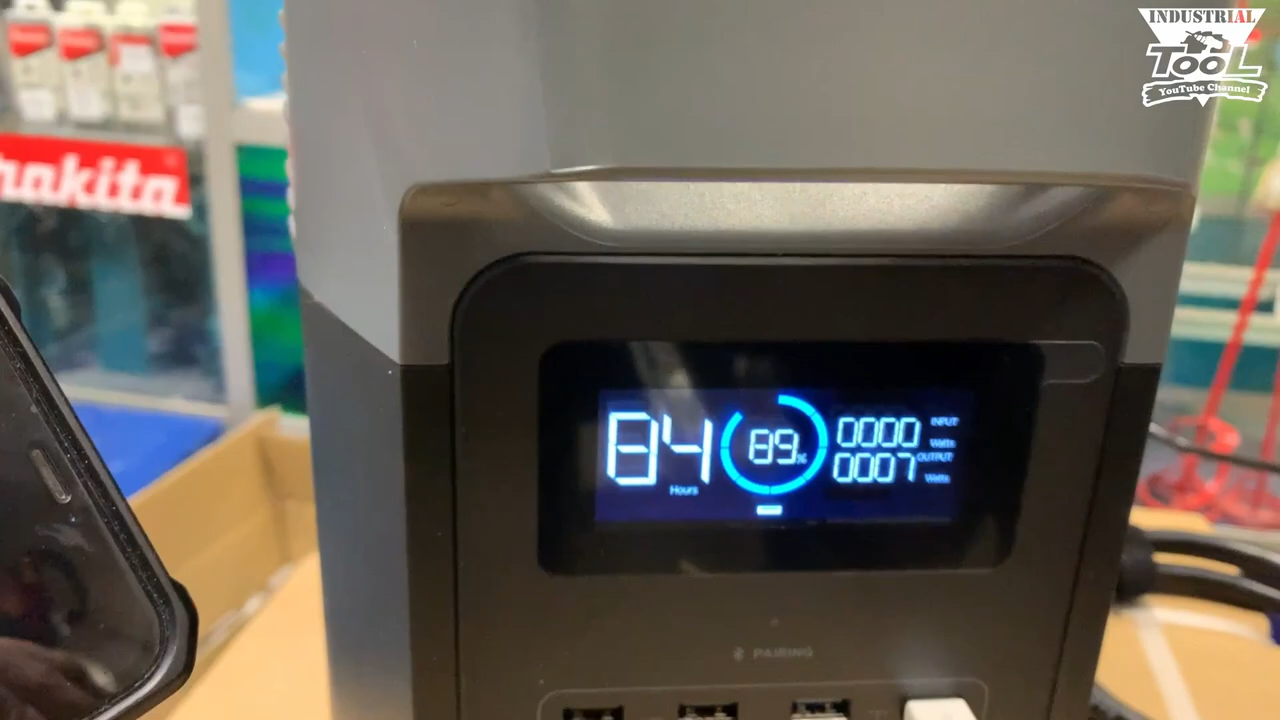 INDUSTRIAL
TOOL
YouTube Channel
makita
84
Hours
89%
0000 INPUT
Watts
0007 OUTPUT
Watts
PAIRING